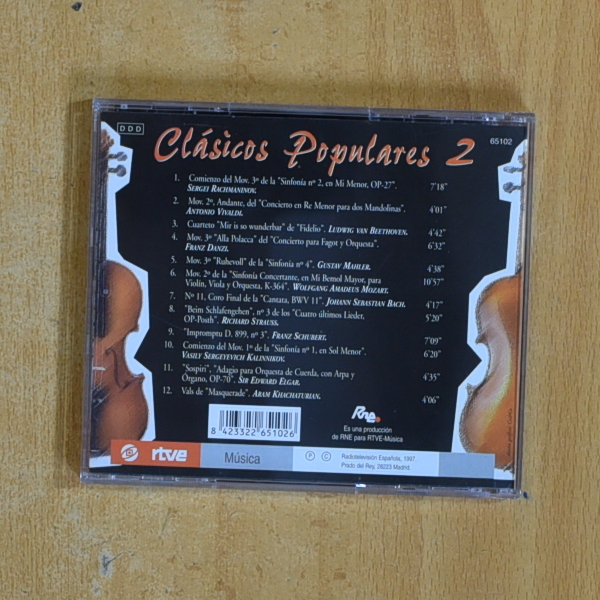 DDD
Clásicos Populares 2
65102
1. Comienzo del Mov. 3º de la "Sinfonía nº 2, en Mi Menor, OP-27".
SERGEI RACHMANINOV. 7'18"
2. Mov. 2º, Andante, del "Concierto en Re Menor para dos Mandolinas".
ANTONIO VIVALDI. 4'01"
3. Cuarteto "Mir is so wunderbar" de "Fidelio". LUDWIG VAN BEETHOVEN. 4'42"
4. Mov. 3º "Alla Polacca" del "Concierto para Fagot y Orquesta".
FRANZ DANZI. 6'32"
5. Mov. 3º "Ruhevoll" de la "Sinfonía nº 4". GUSTAV MAHLER. 4'38"
6. Mov. 2º de la "Sinfonía Concertante, en Mi Bemol Mayor, para
Violín, Viola y Orquesta, K-364". WOLFGANG AMADEUS MOZART. 10'57"
7. Nº 11, Coro Final de la "Cantata, BWV 11". JOHANN SEBASTIAN BACH. 4'17"
8. "Beim Schlafengehen", nº 3 de los "Cuatro últimos Lieder,
OP-Posth". RICHARD STRAUSS. 5'20"
9. "Impromptu D. 899, nº 3". FRANZ SCHUBERT. 7'09"
10. Comienzo del Mov. 1º de la "Sinfonía nº 1, en Sol Menor".
VASILY SERGEYEVICH KALINNIKOV. 6'20"
11. "Sospiri". "Adagio para Orquesta de Cuerda, con Arpa y
Órgano, OP-70". SIR EDWARD ELGAR. 4'35"
12. Vals de "Masquerade". ARAM KHACHATURIAN. 4'06"
8 423322 651026
Rne
Es una producción
de RNE para RTVE-Música
rtve
Música
P C
Radiotelevisión Española, 1997.
Prado del Rey, 28223 Madrid.